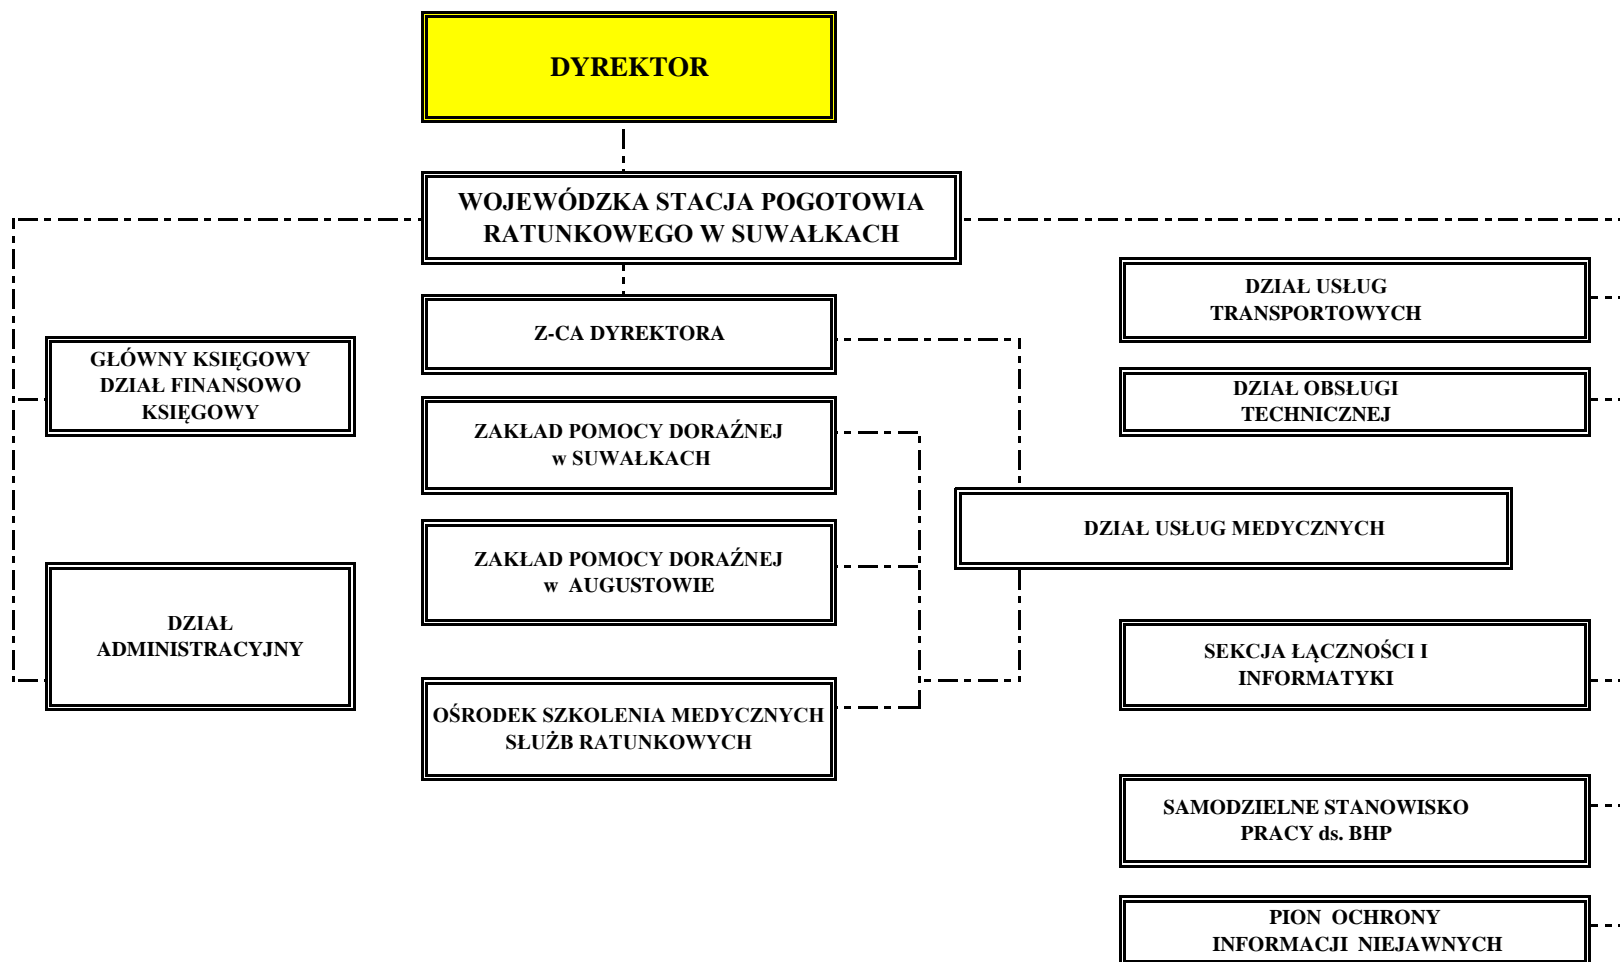 DYREKTOR
WOJEWÓDZKA STACJA POGOTOWIA
RATUNKOWEGO W SUWAŁKACH
Z-CA DYREKTORA
GŁÓWNY KSIĘGOWY
DZIAŁ FINANSOWO
KSIĘGOWY
ZAKŁAD POMOCY DORAŹNEJ
w SUWAŁKACH
ZAKŁAD POMOCY DORAŹNEJ
w AUGUSTOWIE
DZIAŁ
ADMINISTRACYJNY
OŚRODEK SZKOLENIA MEDYCZNYCH
SŁUŻB RATUNKOWYCH
DZIAŁ USŁUG
TRANSPORTOWYCH
DZIAŁ OBSŁUGI
TECHNICZNEJ
DZIAŁ USŁUG MEDYCZNYCH
SEKCJA ŁĄCZNOŚCI I
INFORMATYKI
SAMODZIELNE STANOWISKO
PRACY ds. BHP
PION OCHRONY
INFORMACJI NIEJAWNYCH